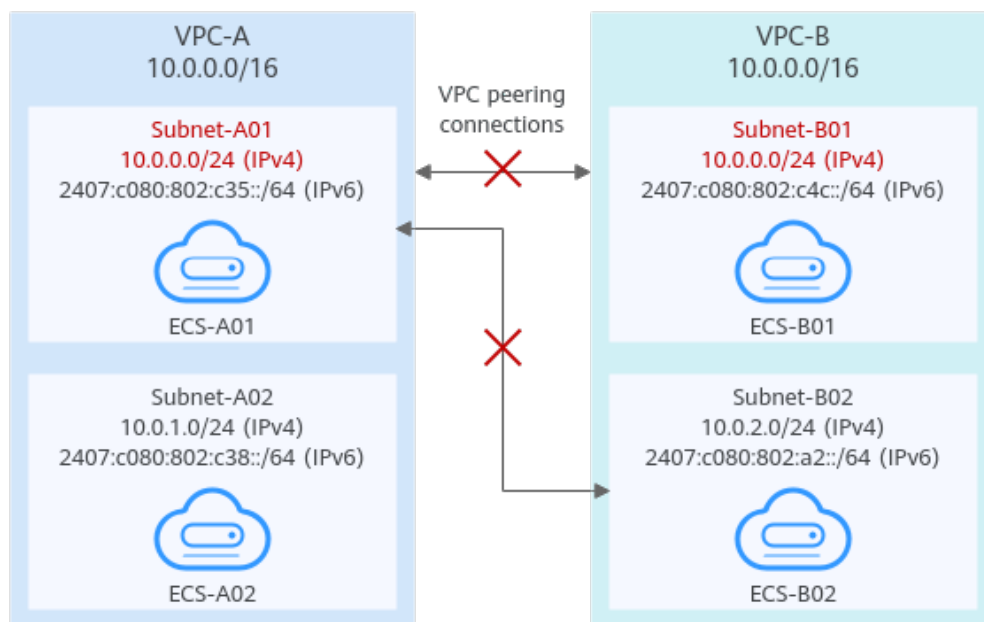 VPC-A
10.0.0.0/16
Subnet-A01
10.0.0.0/24 (IPv4)
2407:c080:802:c35::/64 (IPv6)
ECS-A01
Subnet-A02
10.0.1.0/24 (IPv4)
2407:c080:802:c38::/64 (IPv6)
ECS-A02
VPC peering
connections
VPC-B
10.0.0.0/16
Subnet-B01
10.0.0.0/24 (IPv4)
2407:c080:802:c4c::/64 (IPv6)
ECS-B01
Subnet-B02
10.0.2.0/24 (IPv4)
2407:c080:802:a2::/64 (IPv6)
ECS-B02